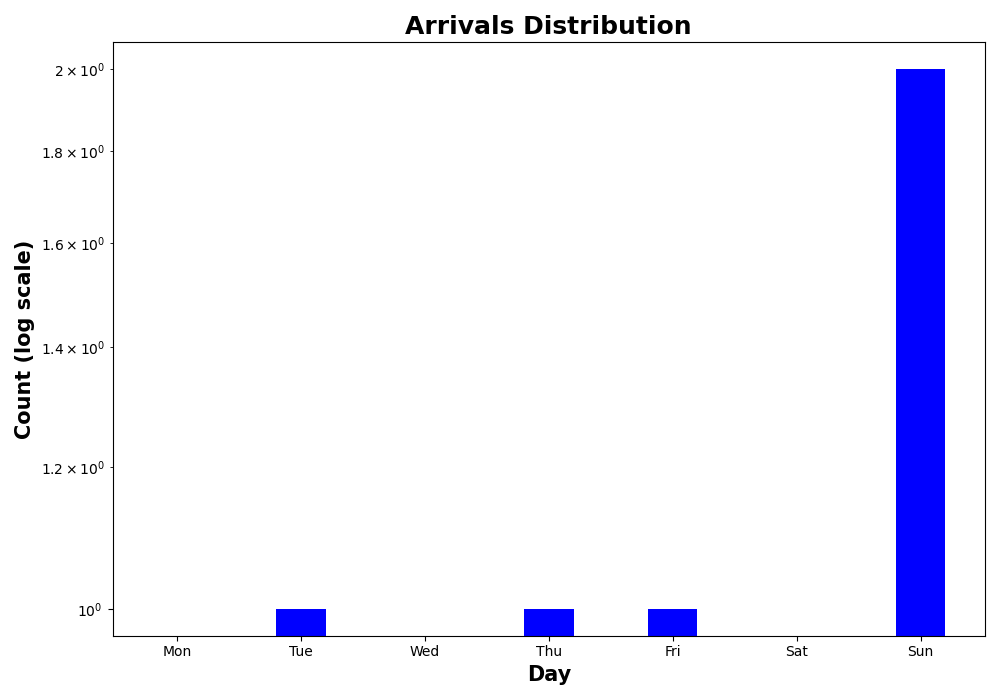 Arrivals Distribution
2 × 10⁰
1.8 × 10⁰
1.6 × 10⁰
1.4 × 10⁰
1.2 × 10⁰
10⁰
Count (log scale)
Mon Tue Wed Thu Fri Sat Sun
Day